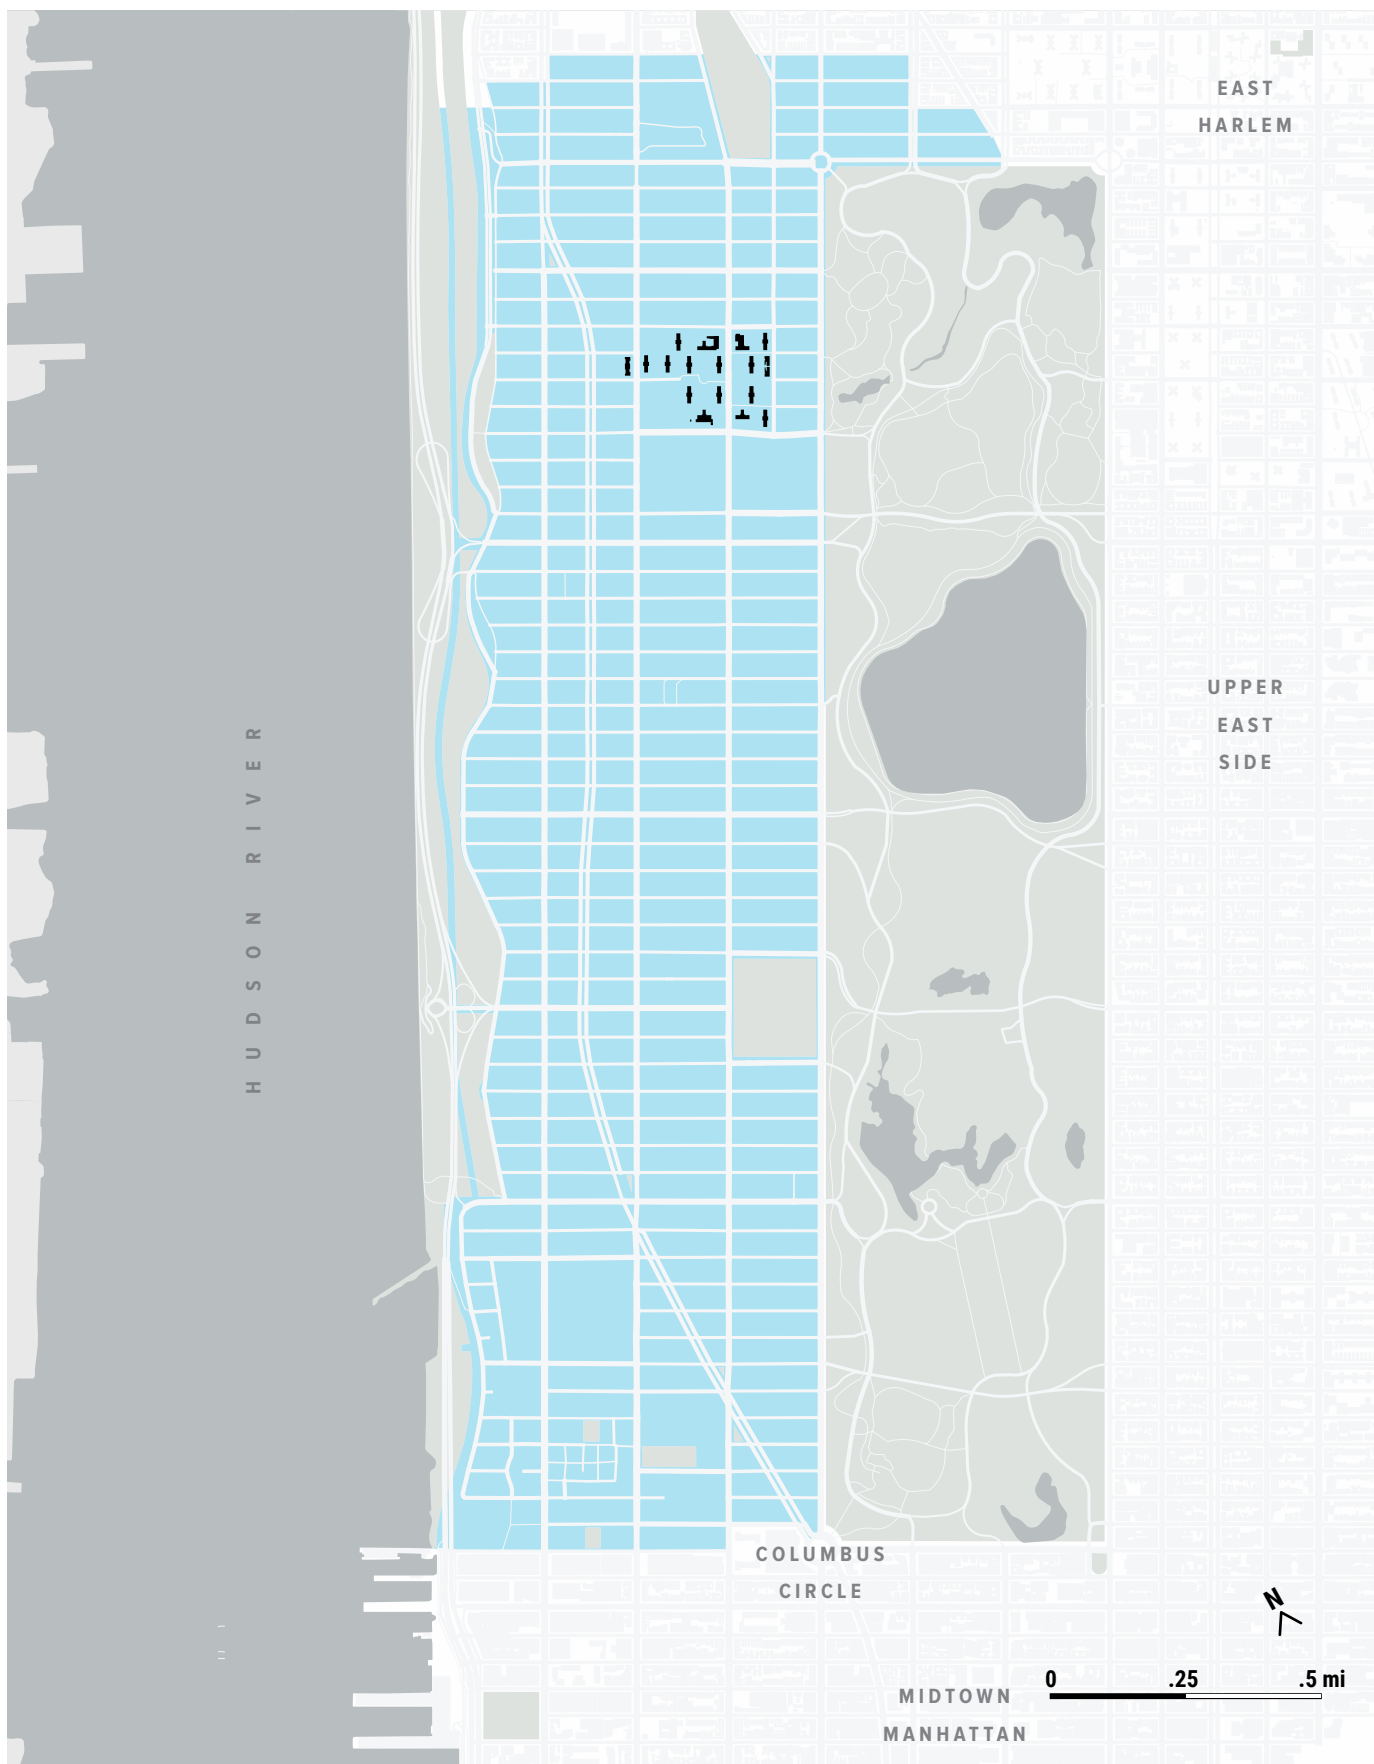 EAST
HARLEM
UPPER
EAST
SIDE
HUDSON RIVER
COLUMBUS
CIRCLE
N
0 .25 .5 mi
MIDTOWN
MANHATTAN